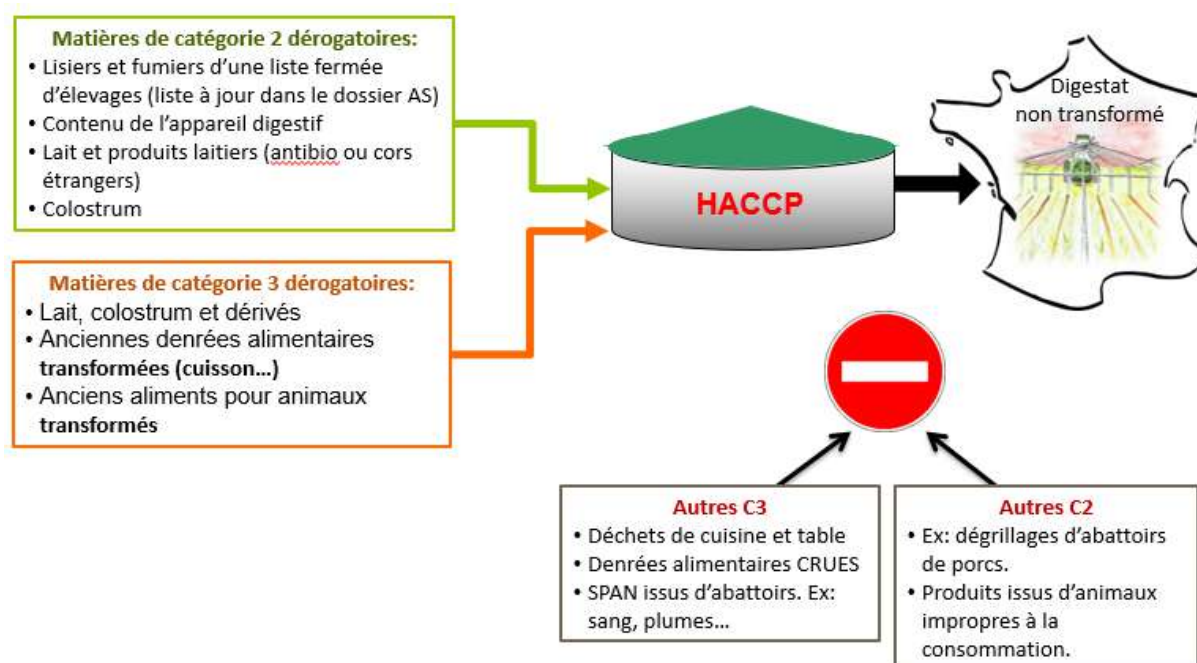 Matières de catégorie 2 dérogatoires:
• Lisiers et fumiers d'une liste fermée
d'élevages (liste à jour dans le dossier AS)
• Contenu de l'appareil digestif
• Lait et produits laitiers (antibio ou cors
étrangers)
• Colostrum
Matières de catégorie 3 dérogatoires:
• Lait, colostrum et dérivés
• Anciennes denrées alimentaires
transformées (cuisson...)
• Anciens aliments pour animaux
transformés
HACCP
Digestat
non transformé
Autres C3
• Déchets de cuisine et table
• Denrées alimentaires CRUES
• SPAN issus d'abattoirs. Ex:
sang, plumes...
Autres C2
• Ex: dégrillages d'abattoirs
de porcs.
• Produits issus d'animaux
impropres à la
consommation.